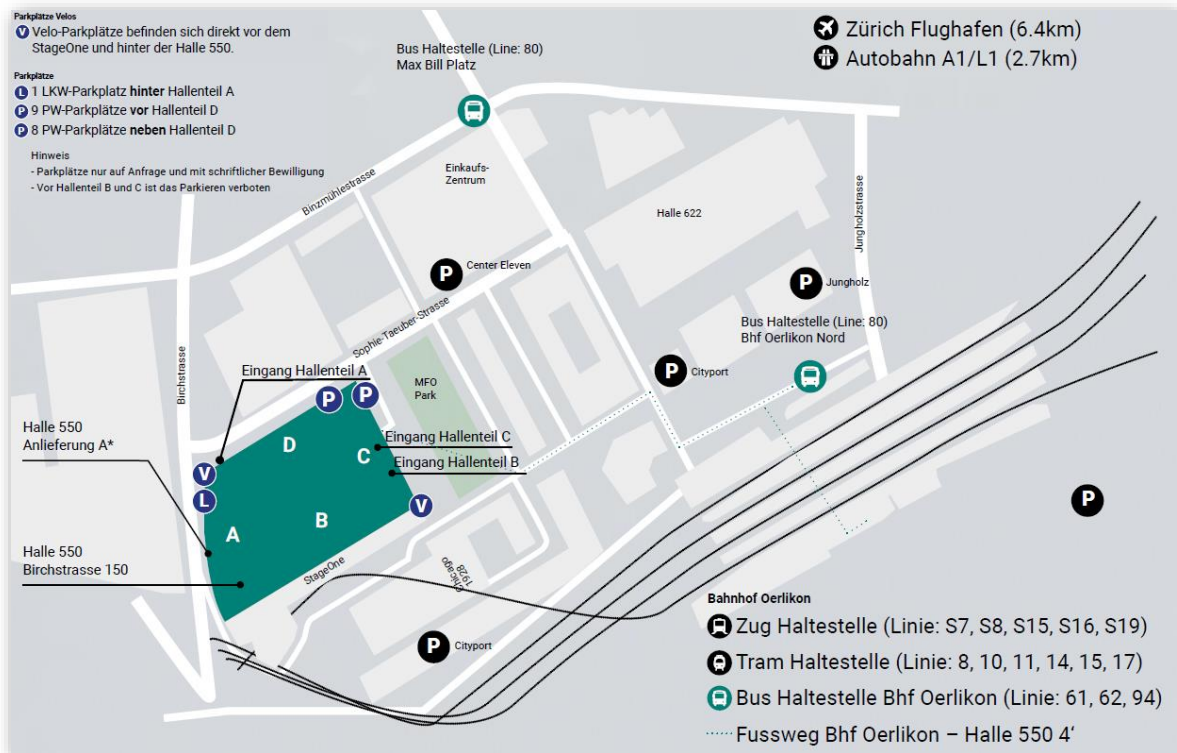 Parkplätze Velos
V Velo-Parkplätze befinden sich direkt vor dem
StageOne und hinter der Halle 550.
Parkplätze
L 1 LKW-Parkplatz hinter Hallenteil A
P 9 PW-Parkplätze vor Hallenteil D
P 8 PW-Parkplätze neben Hallenteil D
Hinweis
- Parkplätze nur auf Anfrage und mit schriftlicher Bewilligung
- Vor Hallenteil B und C ist das Parkieren verboten
Bus Haltestelle (Line: 80)
Max Bill Platz
Zürich Flughafen (6.4km)
Autobahn A1/L1 (2.7km)
Einkaufs-
Zentrum
Binzmühlestrasse
Halle 622
Jungholzstrasse
P Center Eleven
P Jungholz
Sophie-Taeuber-Strasse
Bus Haltestelle (Line: 80)
Bhf Oerlikon Nord
Birchstrasse
Eingang Hallenteil A
MFO
Park
P Cityport
P
P
Halle 550
Anlieferung A*
D
C
Eingang Hallenteil C
Eingang Hallenteil B
V
L
V
P
A
B
Halle 550
Birchstrasse 150
StageOne
Chicago
1928
P Cityport
Bahnhof Oerlikon
Zug Haltestelle (Linie: S7, S8, S15, S16, S19)
Tram Haltestelle (Linie: 8, 10, 11, 14, 15, 17)
Bus Haltestelle Bhf Oerlikon (Linie: 61, 62, 94)
Fussweg Bhf Oerlikon – Halle 550 4‘